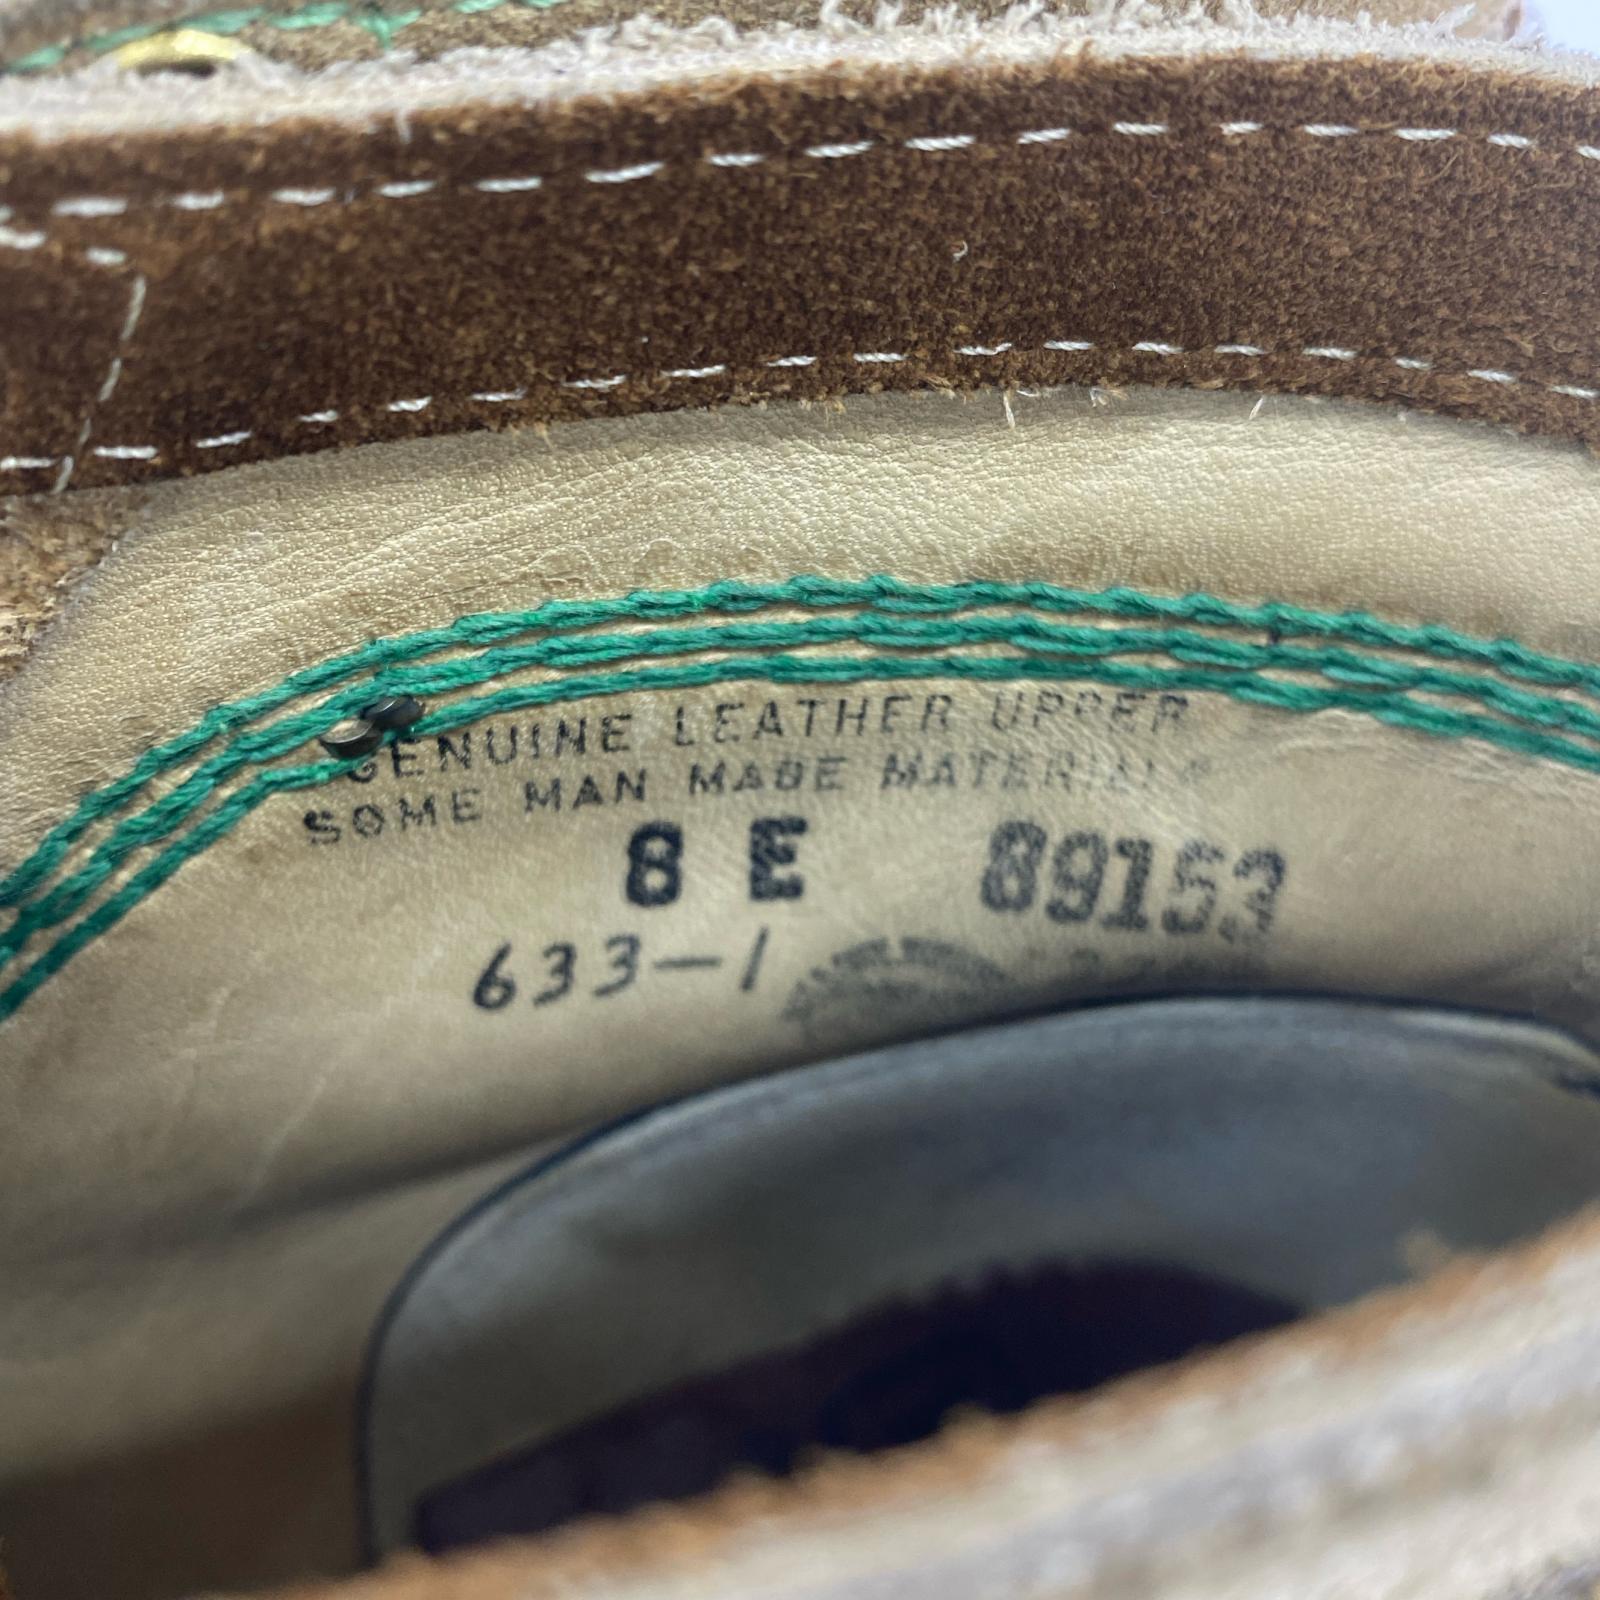 GENUINE LEATHER UPPER
SOME MAN MADE MATERIALS
8 E 89153
633-1